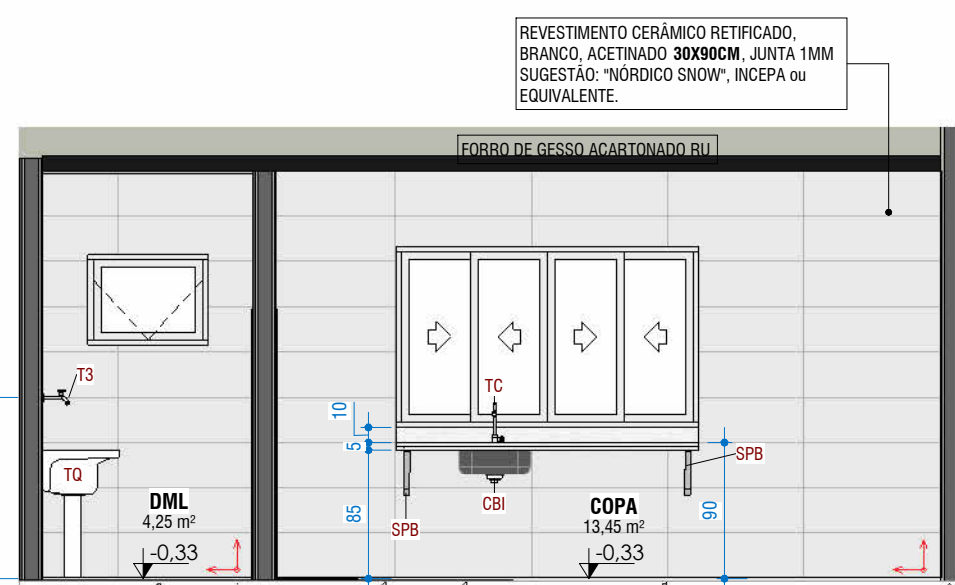 REVESTIMENTO CERÂMICO RETIFICADO,
BRANCO, ACETINADO 30X90CM, JUNTA 1MM
SUGESTÃO: "NÓRDICO SNOW", INCEPA ou
EQUIVALENTE.
FORRO DE GESSO ACARTONADO RU
T3
TC
10
5
SPB
TQ
CBI
DML
4,25 m²
85
SPB
COPA
13,45 m²
90
-0,33
-0,33